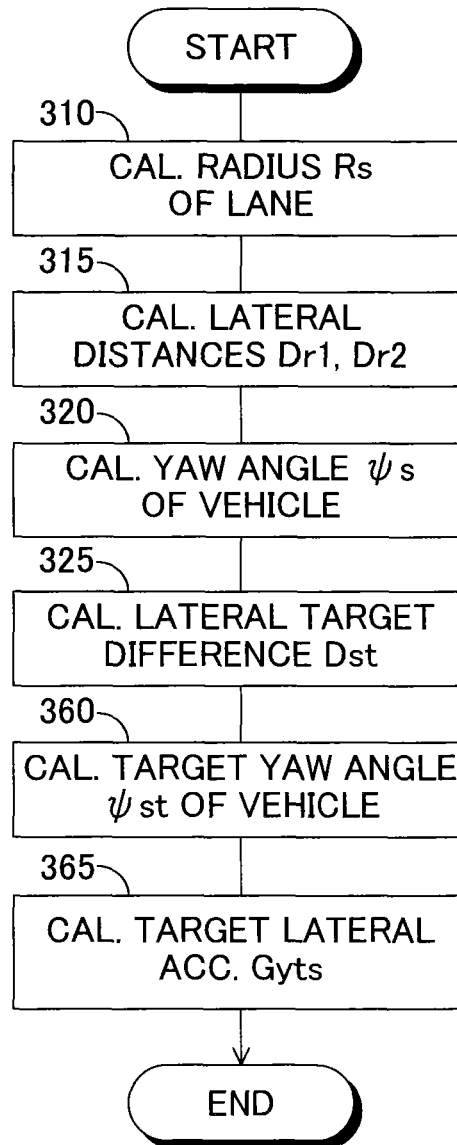 START
310
CAL. RADIUS Rs
OF LANE
315
CAL. LATERAL
DISTANCES Dr1, Dr2
320
CAL. YAW ANGLE ψs
OF VEHICLE
325
CAL. LATERAL TARGET
DIFFERENCE Dst
360
CAL. TARGET YAW ANGLE
ψst OF VEHICLE
365
CAL. TARGET LATERAL
ACC. Gyts
END